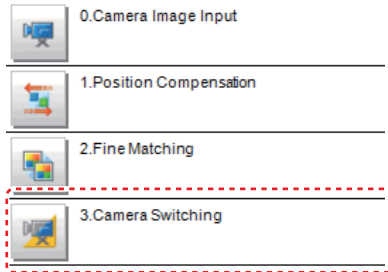 0.Camera Image Input
1.Position Compensation
2.Fine Matching
3.Camera Switching